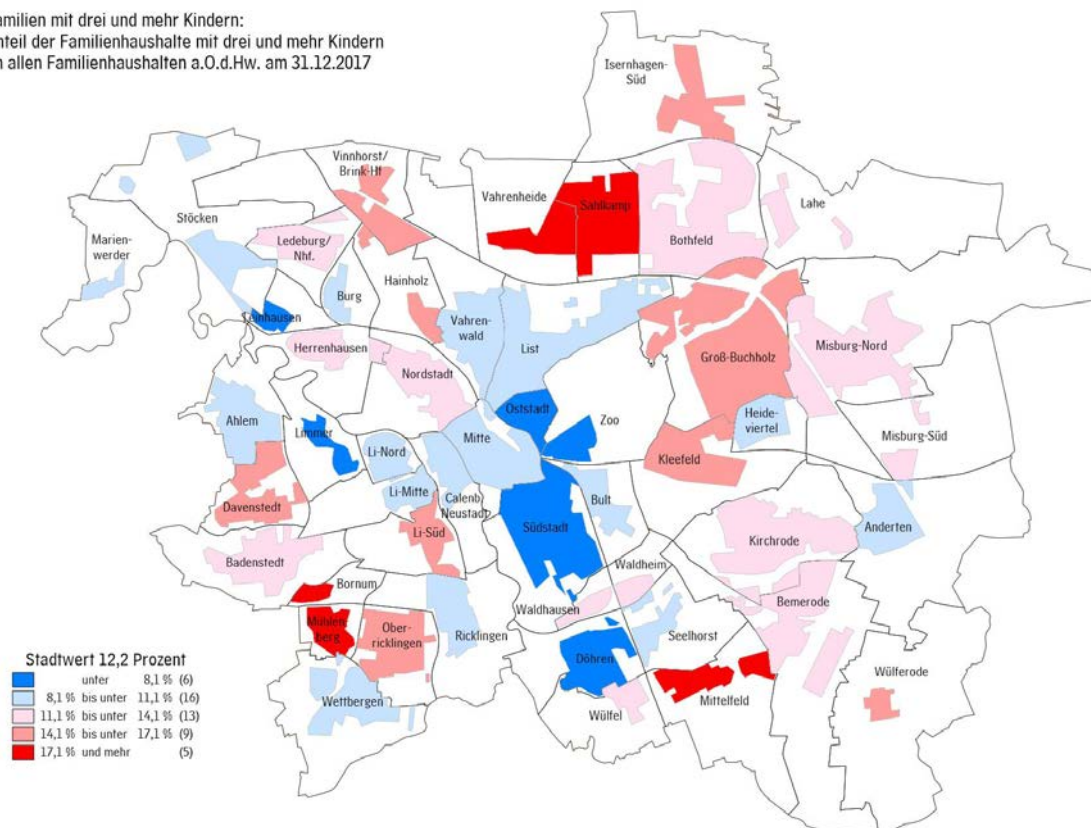 amilien mit drei und mehr Kindern:
nteil der Familienhaushalte mit drei und mehr Kindern
n allen Familienhaushalten a.O.d.Hw. am 31.12.2017
Isernhagen-
Süd
Vinnhorst/
Brink-Hf
Vahrenheide
Sahlkamp
Lahe
Stöcken
Marien-
werder
Ledeburg/
Nhf.
Bothfeld
Hainholz
Burg
Leinhausen
Vahren-
wald
List
Herrenhausen
Groß-Buchholz
Misburg-Nord
Nordstadt
Oststadt
Zoo
Heide-
viertel
Ahlem
Limmer
Mitte
Misburg-Süd
Li-Nord
Kleefeld
Li-Mitte
Calenb.
Neustadt
Bult
Davenstedt
Südstadt
Anderten
Li-Süd
Kirchrode
Badenstedt
Waldheim
Bornum
Bemerode
Waldhausen
Mühlen-
berg
Ober-
ricklingen
Ricklingen
Seelhorst
Döhren
Wülferode
Wettbergen
Mittelfeld
Wülfel
Stadtwert 12,2 Prozent
unter 8,1 % (6)
8,1 % bis unter 11,1 % (16)
11,1 % bis unter 14,1 % (13)
14,1 % bis unter 17,1 % (9)
17,1 % und mehr (5)